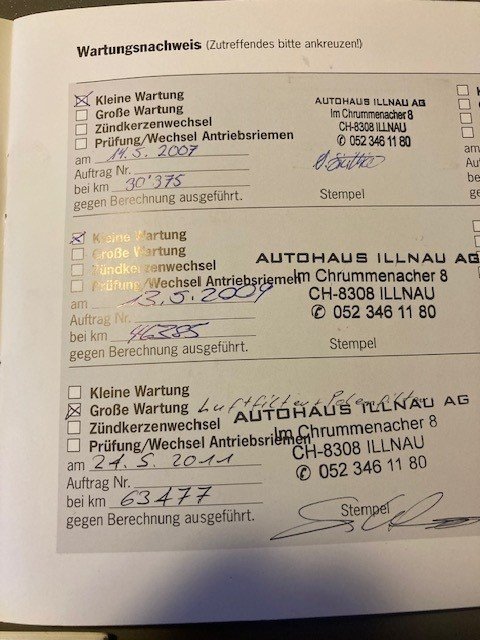 Wartungsnachweis (Zutreffendes bitte ankreuzen!)
Kleine Wartung
Große Wartung
Zündkerzenwechsel
Prüfung/Wechsel Antriebsriemen
am 14.5.2007
Auftrag Nr.
bei km 30'375
gegen Berechnung ausgeführt.
AUTOHAUS ILLNAU AG
Im Chrummenacher 8
CH-8308 ILLNAU
✆ 052 346 11 80
Stempel
am
Kleine Wartung
Große Wartung
Zündkerzenwechsel
Prüfung/Wechsel Antriebsriemen
am 13.5.2009
Auftrag Nr.
bei km 46385
gegen Berechnung ausgeführt.
AUTOHAUS ILLNAU AG
Im Chrummenacher 8
CH-8308 ILLNAU
✆ 052 346 11 80
Stempel
Kleine Wartung
Große Wartung Luftfilter + Pollenfilter
Zündkerzenwechsel
Prüfung/Wechsel Antriebsriemen
am 24.5.2011
Auftrag Nr.
bei km 63477
gegen Berechnung ausgeführt.
AUTOHAUS ILLNAU AG
Im Chrummenacher 8
CH-8308 ILLNAU
✆ 052 346 11 80
Stempel